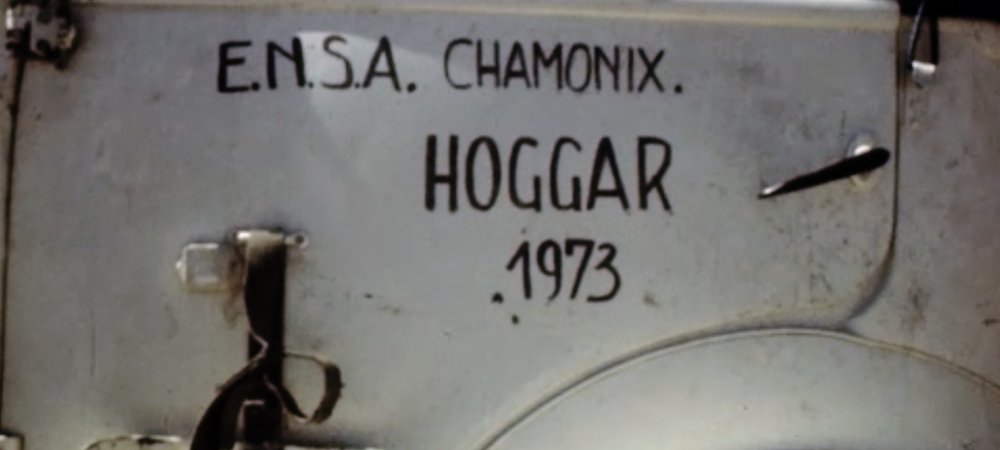 E.N.S.A. CHAMONIX.
HOGGAR
1973